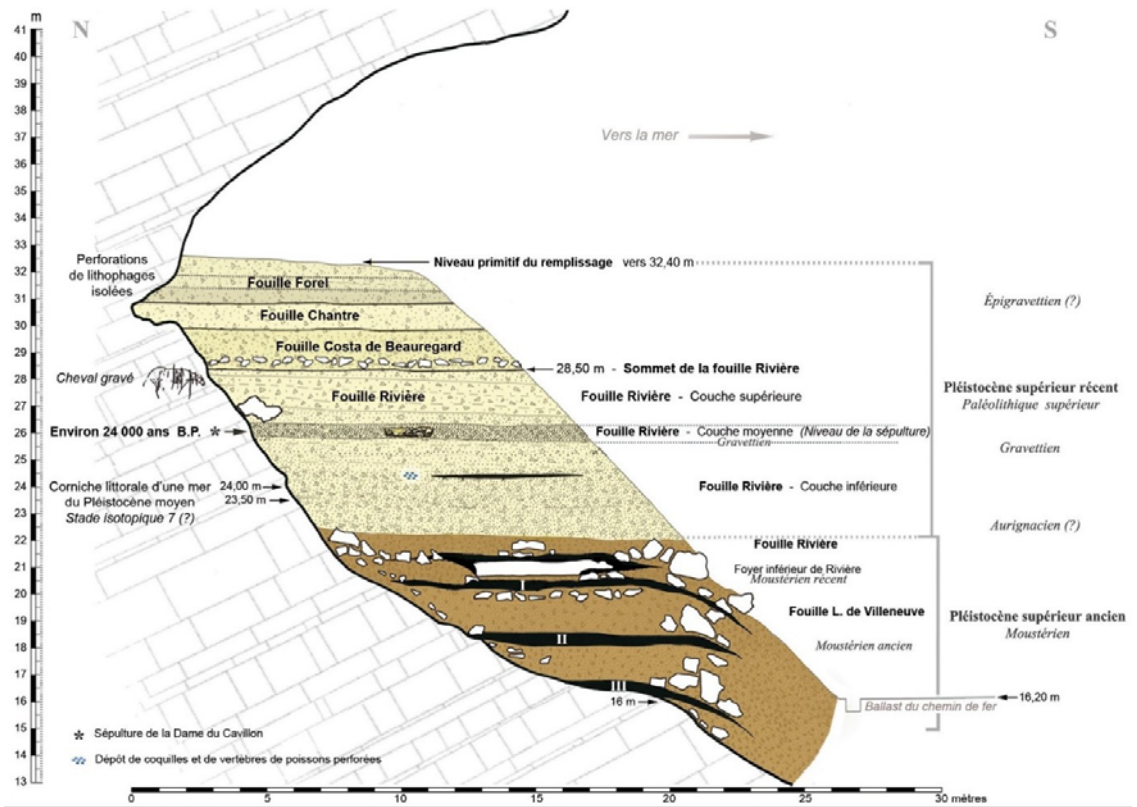 m
N
S
41
40
39
38
37
36
35
34
33
32
31
30
29
28
27
26
25
24
23
22
21
20
19
18
17
16
15
14
13
Vers la mer
Perforations
de lithophages
isolées
Niveau primitif du remplissage vers 32,40 m
Fouille Forel
Épigravettien (?)
Fouille Chantre
Fouille Costa de Beauregard
28,50 m - Sommet de la fouille Rivière
Cheval gravé
Fouille Rivière
Fouille Rivière - Couche supérieure
Pléistocène supérieur récent
Paléolithique supérieur
Environ 24 000 ans B.P. *
Fouille Rivière - Couche moyenne (Niveau de la sépulture)
Gravettien
Gravettien
Corniche littorale d'une mer
du Pléistocène moyen
Stade isotopique 7 (?)
24,00 m
23,50 m
Fouille Rivière - Couche inférieure
Aurignacien (?)
Fouille Rivière
Foyer inférieur de Rivière
Moustérien récent
I
Fouille L. de Villeneuve
Pléistocène supérieur ancien
Moustérien
II
Moustérien ancien
III
16 m
16,20 m
Ballast du chemin de fer
* Sépulture de la Dame du Cavillon
Dépôt de coquilles et de vertèbres de poissons perforées
0 5 10 15 20 25 30 mètres